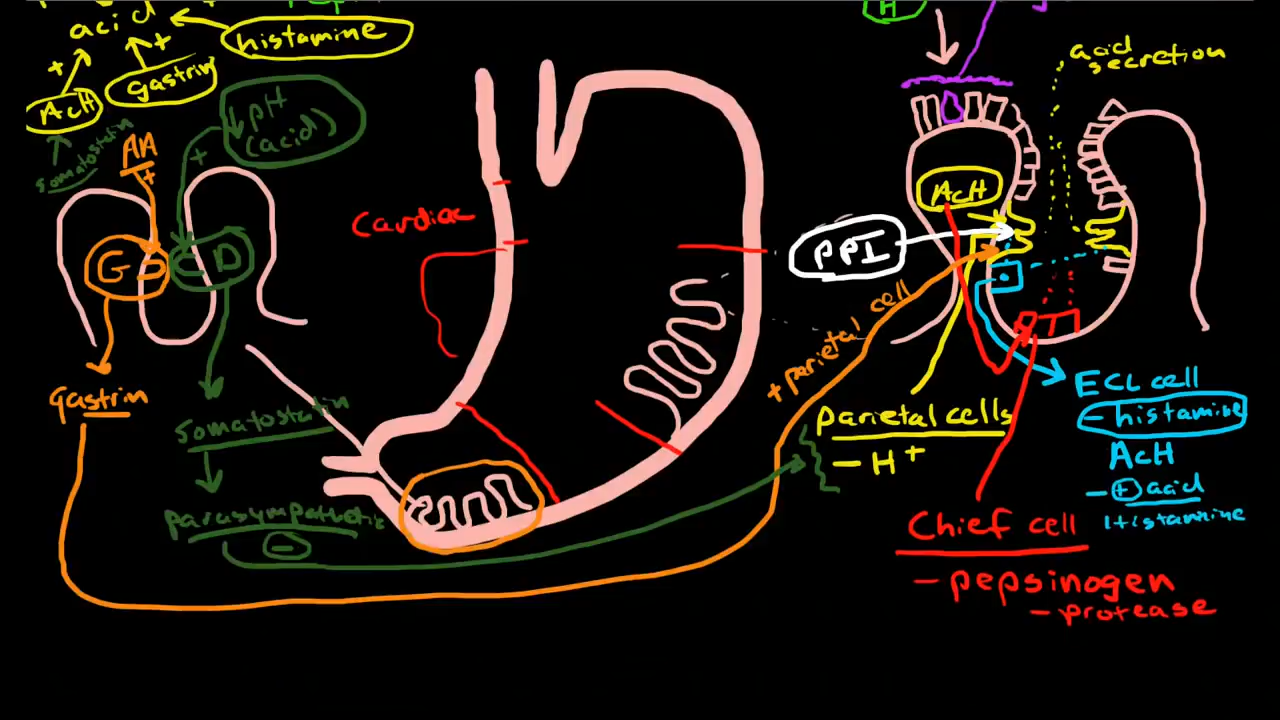 acid
+
histamine
+
gastrin
AcH
somatostatin
AA
+
↓pH
(acid)
+
G
D
gastrin
somatostatin
parasympathetic
-
Cardiac
H
acid
secretion
AcH
PPI
+
+ parietal cell
parietal cells
- H+
ECL cell
- histamine
AcH
- + acid
histamine
Chief cell
- pepsinogen
- protease